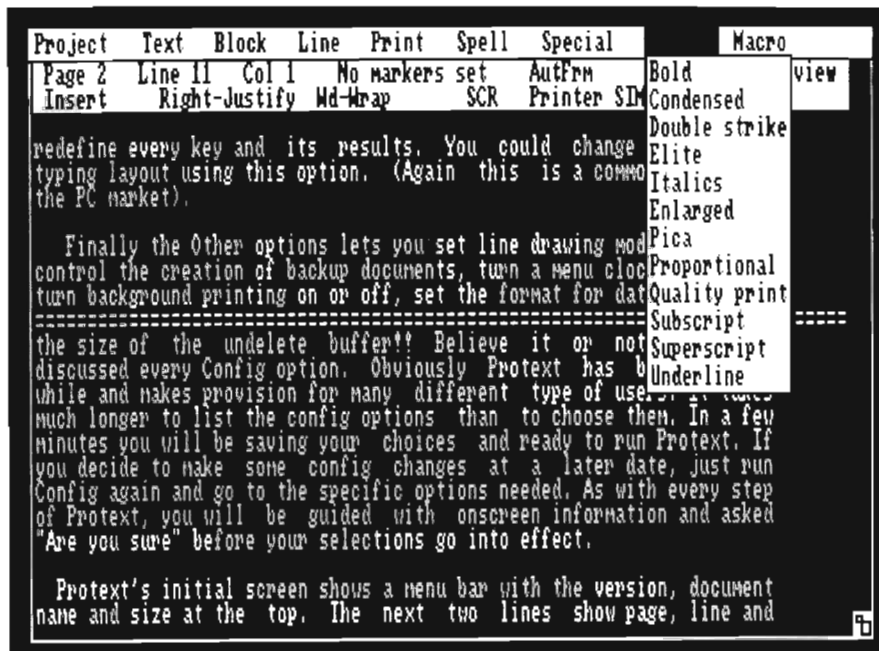 Project Text Block Line Print Spell Special Macro
Page 2 Line 11 Col 1 No markers set AutFrm view
Insert Right-Justify Wd-Wrap SCR Printer SIM
Bold
Condensed
Double strike
Elite
Italics
Enlarged
Pica
Proportional
Quality print
Subscript
Superscript
Underline
redefine every key and its results. You could change
typing layout using this option. (Again this is a commo
the PC market).
Finally the Other options lets you set line drawing mod
control the creation of backup documents, turn a menu cloc
turn background printing on or off, set the format for dat
the size of the undelete buffer!! Believe it or not
discussed every Config option. Obviously Protext has b
while and makes provision for many different type of users. It takes
much longer to list the config options than to choose them. In a few
minutes you will be saving your choices and ready to run Protext. If
you decide to make some config changes at a later date, just run
Config again and go to the specific options needed. As with every step
of Protext, you will be guided with onscreen information and asked
"Are you sure" before your selections go into effect.
Protext's initial screen shows a menu bar with the version, document
name and size at the top. The next two lines show page, line and